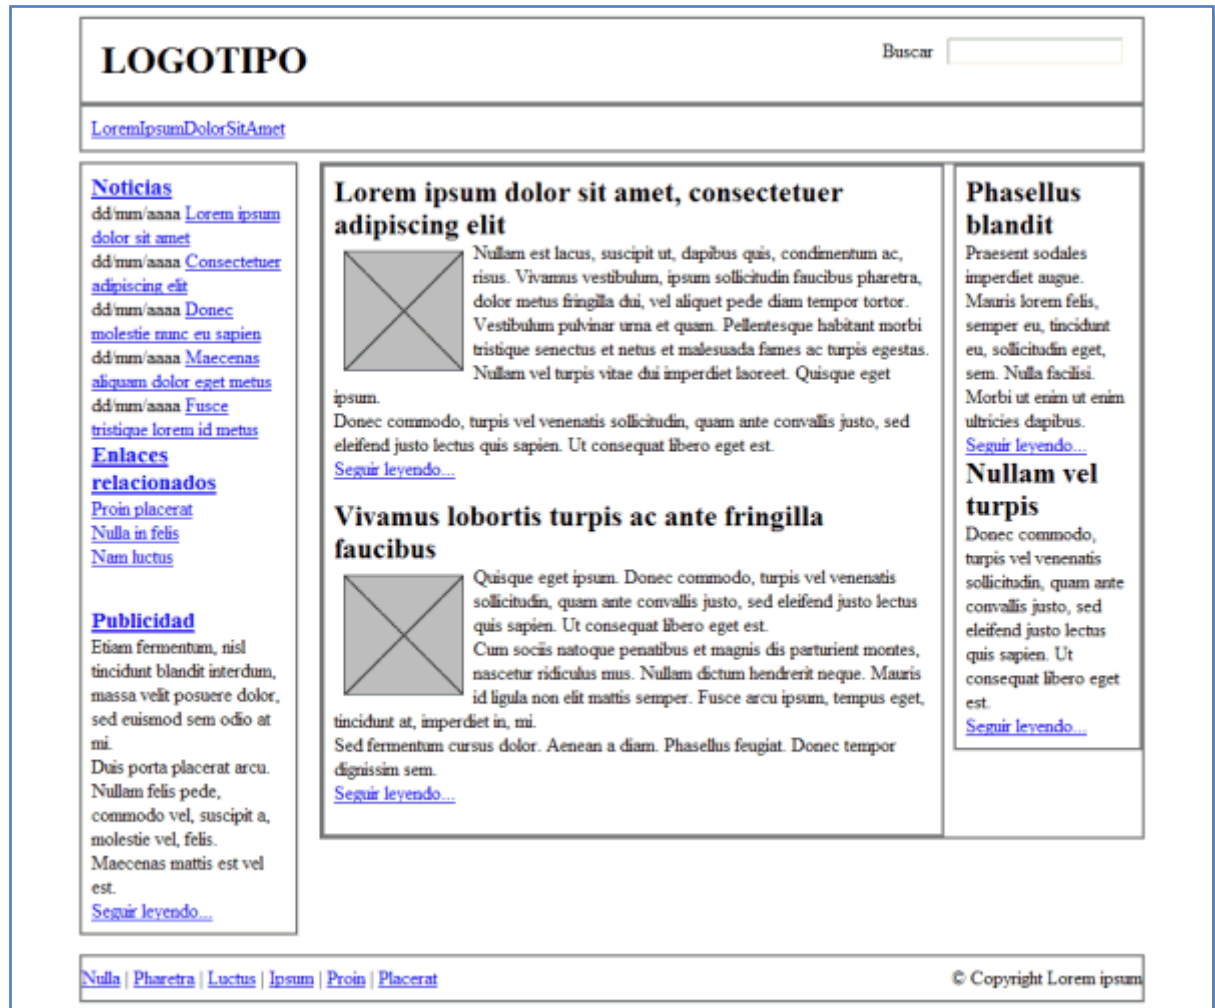 LOGOTIPO
Buscar
LoremIpsumDolorSitAmet
Noticias
dd/mm/aaaa Lorem ipsum
dolor sit amet
dd/mm/aaaa Consectetuer
adipiscing elit
dd/mm/aaaa Donec
molestie nunc eu sapien
dd/mm/aaaa Maecenas
aliquam dolor eget metus
dd/mm/aaaa Fusce
tristique lorem id metus
Enlaces
relacionados
Proin placerat
Nulla in felis
Nam luctus
Publicidad
Etiam fermentum, nisl
tincidunt blandit interdum,
massa velit posuere dolor,
sed euismod sem odio at
mi.
Duis porta placerat arcu.
Nullam felis pede,
commodo vel, suscipit a,
molestie vel, felis.
Maecenas mattis est vel
est.
Seguir leyendo...
Lorem ipsum dolor sit amet, consectetuer
adipiscing elit
Nullam est lacus, suscipit ut, dapibus quis, condimentum ac,
risus. Vivamus vestibulum, ipsum sollicitudin faucibus pharetra,
dolor metus fringilla dui, vel aliquet pede diam tempor tortor.
Vestibulum pulvinar urna et quam. Pellentesque habitant morbi
tristique senectus et netus et malesuada fames ac turpis egestas.
Nullam vel turpis vitae dui imperdiet laoreet. Quisque eget
ipsum.
Donec commodo, turpis vel venenatis sollicitudin, quam ante convallis justo, sed
eleifend justo lectus quis sapien. Ut consequat libero eget est.
Seguir leyendo...
Vivamus lobortis turpis ac ante fringilla
faucibus
Quisque eget ipsum. Donec commodo, turpis vel venenatis
sollicitudin, quam ante convallis justo, sed eleifend justo lectus
quis sapien. Ut consequat libero eget est.
Cum sociis natoque penatibus et magnis dis parturient montes,
nascetur ridiculus mus. Nullam dictum hendrerit neque. Mauris
id ligula non elit mattis semper. Fusce arcu ipsum, tempus eget,
tincidunt at, imperdiet in, mi.
Sed fermentum cursus dolor. Aenean a diam. Phasellus feugiat. Donec tempor
dignissim sem.
Seguir leyendo...
Phasellus
blandit
Praesent sodales
imperdiet augue.
Mauris lorem felis,
semper eu, tincidunt
eu, sollicitudin eget,
sem. Nulla facilisi.
Morbi ut enim ut enim
ultricies dapibus.
Seguir leyendo...
Nullam vel
turpis
Donec commodo,
turpis vel venenatis
sollicitudin, quam ante
convallis justo, sed
eleifend justo lectus
quis sapien. Ut
consequat libero eget
est.
Seguir leyendo...
Nulla | Pharetra | Luctus | Ipsum | Proin | Placerat
© Copyright Lorem ipsum